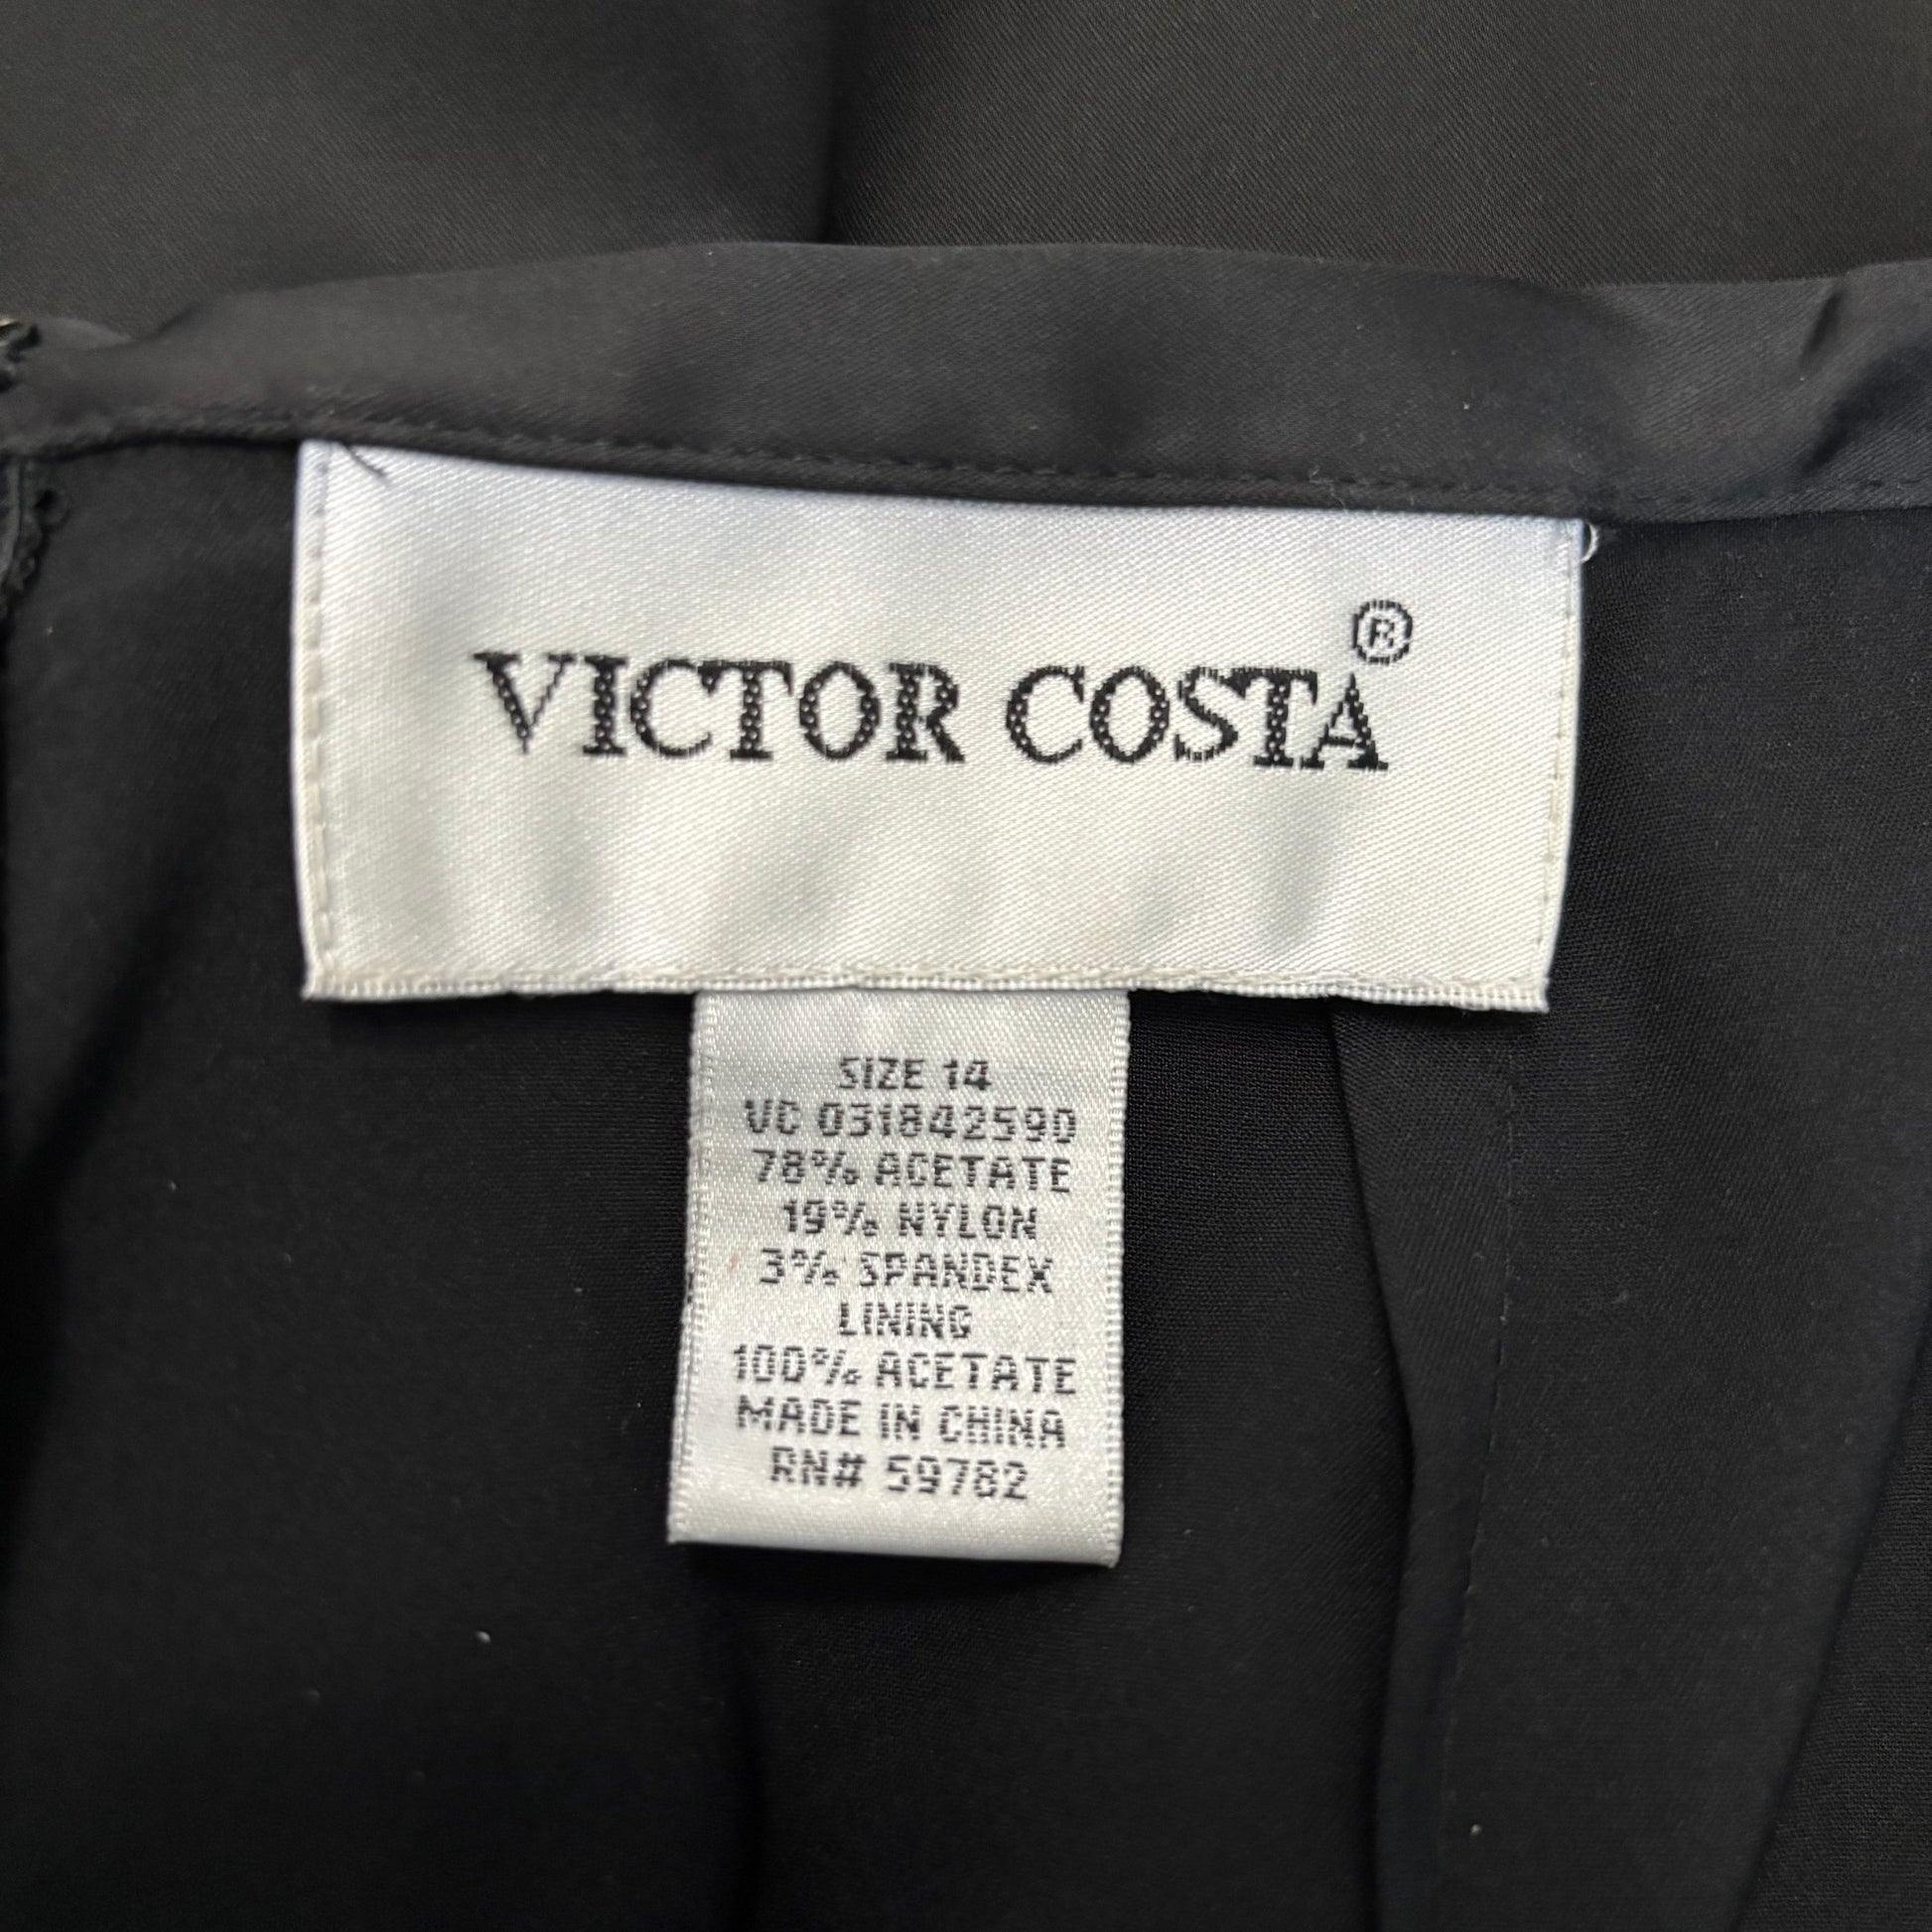 VICTOR COSTA®
SIZE 14
VC 031842590
78% ACETATE
19% NYLON
3% SPANDEX
LINING
100% ACETATE
MADE IN CHINA
RN# 59782